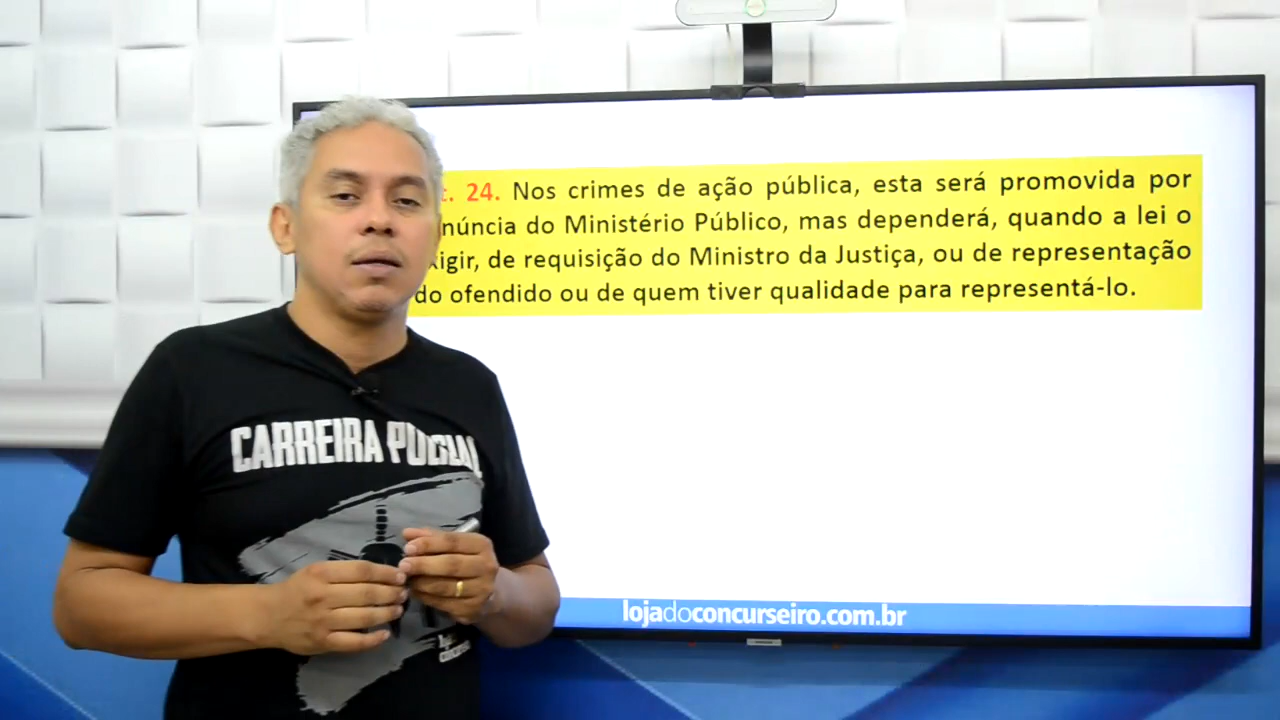 24. Nos crimes de ação pública, esta será promovida por
do Ministério Público, mas dependerá, quando a lei o
de requisição do Ministro da Justiça, ou de representação
do ofendido ou de quem tiver qualidade para representá-lo.
CARREIRA POLICIAL
lojadoconcurseiro.com.br